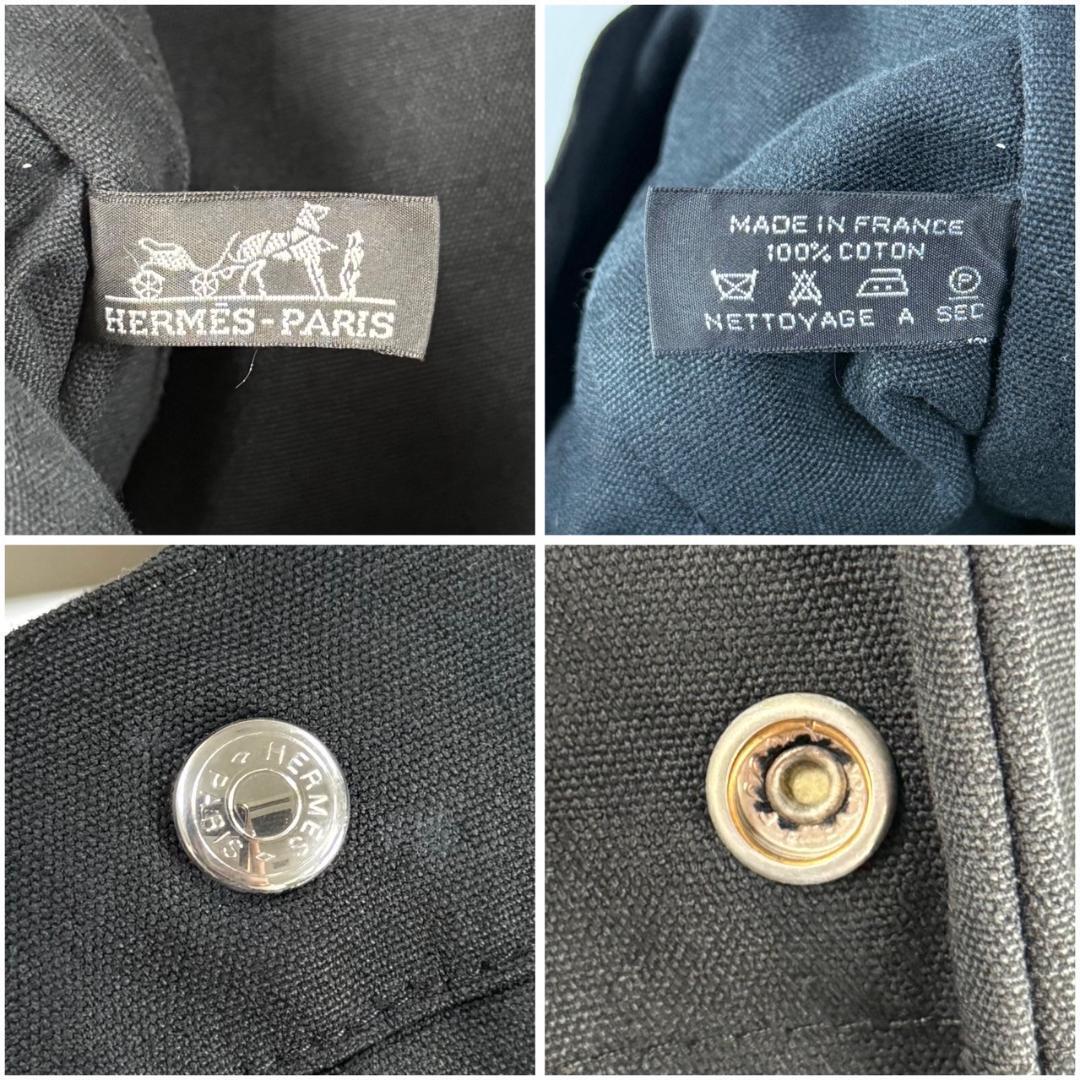 HERMÈS-PARIS
MADE IN FRANCE
100% COTON
P
NETTOYAGE A SEC
HERMES
PARIS